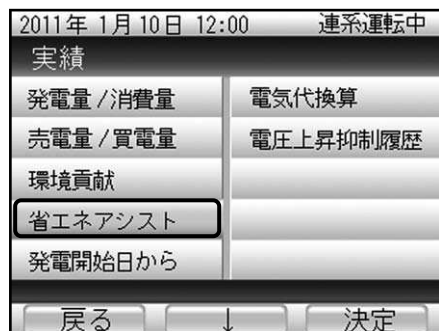 2011年 1月10日 12:00 連系運転中
実績
発電量/消費量 電気代換算
売電量/買電量 電圧上昇抑制履歴
環境貢献
省エネアシスト
発電開始日から
戻る ↓ 決定